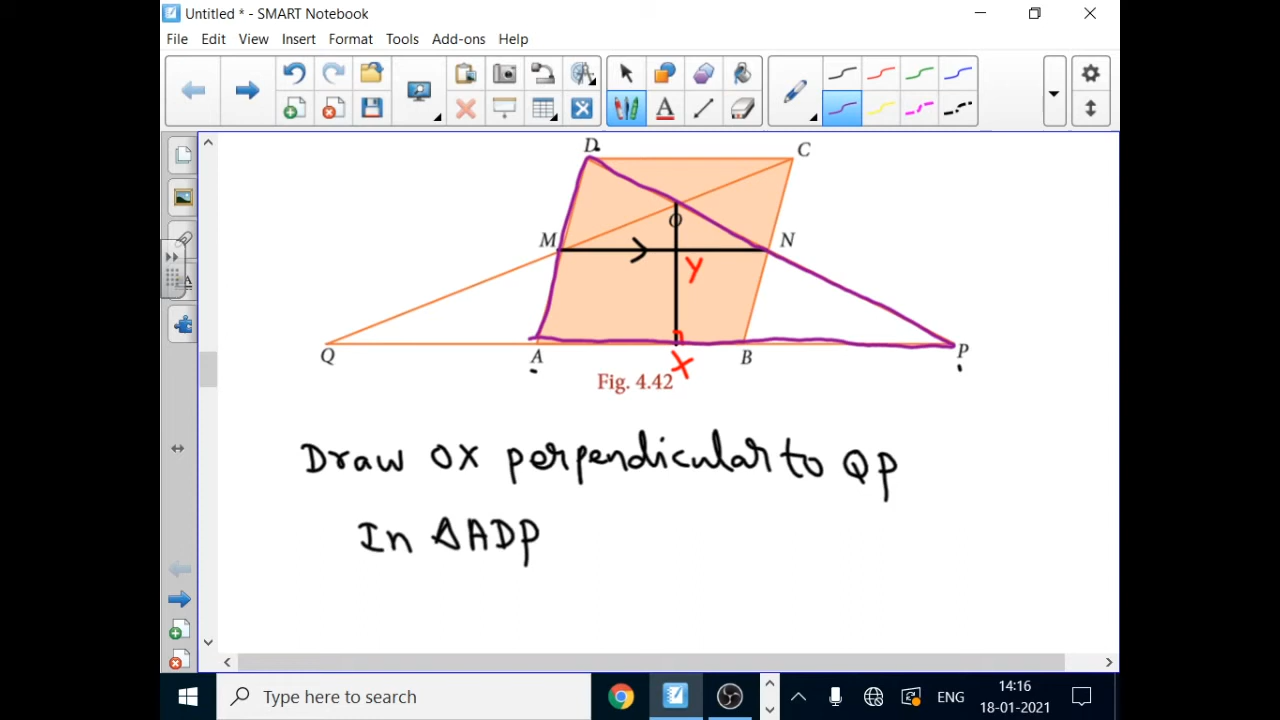 Untitled * - SMART Notebook
File Edit View Insert Format Tools Add-ons Help
D C
O
M N
Y
Q A X B P
Fig. 4.42
Draw OX perpendicular to QP
In ΔADP
Type here to search
ENG
14:16
18-01-2021